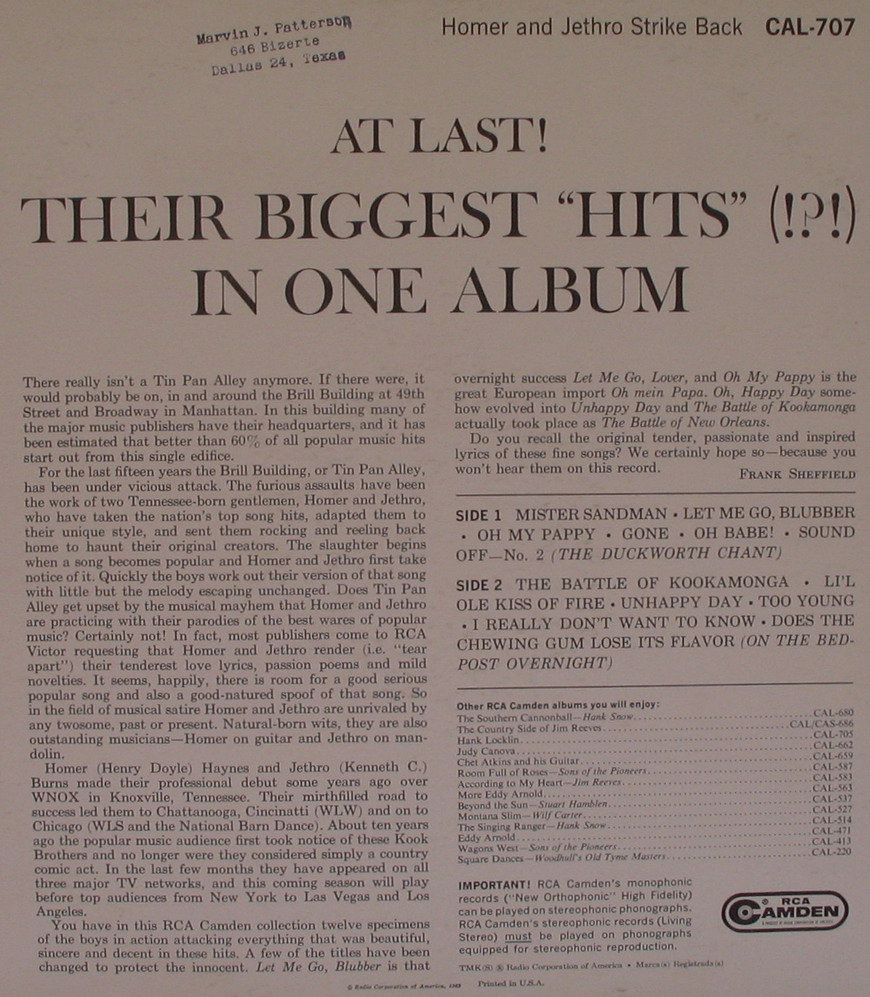 Marvin J. Patterson
646 Bizerte
Dallas 24, Texas
Homer and Jethro Strike Back CAL-707
AT LAST!
THEIR BIGGEST “HITS” (!?!)
IN ONE ALBUM
There really isn't a Tin Pan Alley anymore. If there were, it
would probably be on, in and around the Brill Building at 49th
Street and Broadway in Manhattan. In this building many of
the major music publishers have their headquarters, and it has
been estimated that better than 60% of all popular music hits
start out from this single edifice.
For the last fifteen years the Brill Building, or Tin Pan Alley,
has been under vicious attack. The furious assaults have been
the work of two Tennessee-born gentlemen, Homer and Jethro,
who have taken the nation's top song hits, adapted them to
their unique style, and sent them rocking and reeling back
home to haunt their original creators. The slaughter begins
when a song becomes popular and Homer and Jethro first take
notice of it. Quickly the boys work out their version of that song
with little but the melody escaping unchanged. Does Tin Pan
Alley get upset by the musical mayhem that Homer and Jethro
are practicing with their parodies of the best wares of popular
music? Certainly not! In fact, most publishers come to RCA
Victor requesting that Homer and Jethro render (i.e. “tear
apart”) their tenderest love lyrics, passion poems and mild
novelties. It seems, happily, there is room for a good serious
popular song and also a good-natured spoof of that song. So
in the field of musical satire Homer and Jethro are unrivaled by
any twosome, past or present. Natural-born wits, they are also
outstanding musicians—Homer on guitar and Jethro on man-
dolin.
Homer (Henry Doyle) Haynes and Jethro (Kenneth C.)
Burns made their professional debut some years ago over
WNOX in Knoxville, Tennessee. Their mirthfilled road to
success led them to Chattanooga, Cincinatti (WLW) and on to
Chicago (WLS and the National Barn Dance). About ten years
ago the popular music audience first took notice of these Kook
Brothers and no longer were they considered simply a country
comic act. In the last few months they have appeared on all
three major TV networks, and this coming season will play
before top audiences from New York to Las Vegas and Los
Angeles.
You have in this RCA Camden collection twelve specimens
of the boys in action attacking everything that was beautiful,
sincere and decent in these hits. A few of the titles have been
changed to protect the innocent. Let Me Go, Blubber is that
overnight success Let Me Go, Lover, and Oh My Pappy is the
great European import Oh mein Papa. Oh, Happy Day some-
how evolved into Unhappy Day and The Battle of Kookamonga
actually took place as The Battle of New Orleans.
Do you recall the original tender, passionate and inspired
lyrics of these fine songs? We certainly hope so—because you
won't hear them on this record.
FRANK SHEFFIELD
SIDE 1 MISTER SANDMAN • LET ME GO, BLUBBER
• OH MY PAPPY • GONE • OH BABE! • SOUND
OFF—No. 2 (THE DUCKWORTH CHANT)
SIDE 2 THE BATTLE OF KOOKAMONGA • LI'L
OLE KISS OF FIRE • UNHAPPY DAY • TOO YOUNG
• I REALLY DON'T WANT TO KNOW • DOES THE
CHEWING GUM LOSE ITS FLAVOR (ON THE BED-
POST OVERNIGHT)
Other RCA Camden albums you will enjoy:
The Southern Cannonball—Hank Snow CAL-680
The Country Side of Jim Reeves CAL/CAS-686
Hank Locklin CAL-705
Judy Canova CAL-662
Chet Atkins and his Guitar CAL-659
Room Full of Roses—Sons of the Pioneers CAL-587
According to My Heart—Jim Reeves CAL-583
More Eddy Arnold CAL-563
Beyond the Sun—Stuart Hamblen CAL-537
Montana Slim—Wilf Carter CAL-527
The Singing Ranger—Hank Snow CAL-514
Eddy Arnold CAL-471
Wagons West—Sons of the Pioneers CAL-413
Square Dances—Woodhull's Old Tyme Masters CAL-220
IMPORTANT! RCA Camden's monophonic
records (“New Orthophonic” High Fidelity)
can be played on stereophonic phonographs.
RCA Camden's stereophonic records (Living
Stereo) must be played on phonographs
equipped for stereophonic reproduction.
RCA
CAMDEN
TMK(s) ® Radio Corporation of America • Marca(s) Registrada(s)
© Radio Corporation of America, Printed in U.S.A.